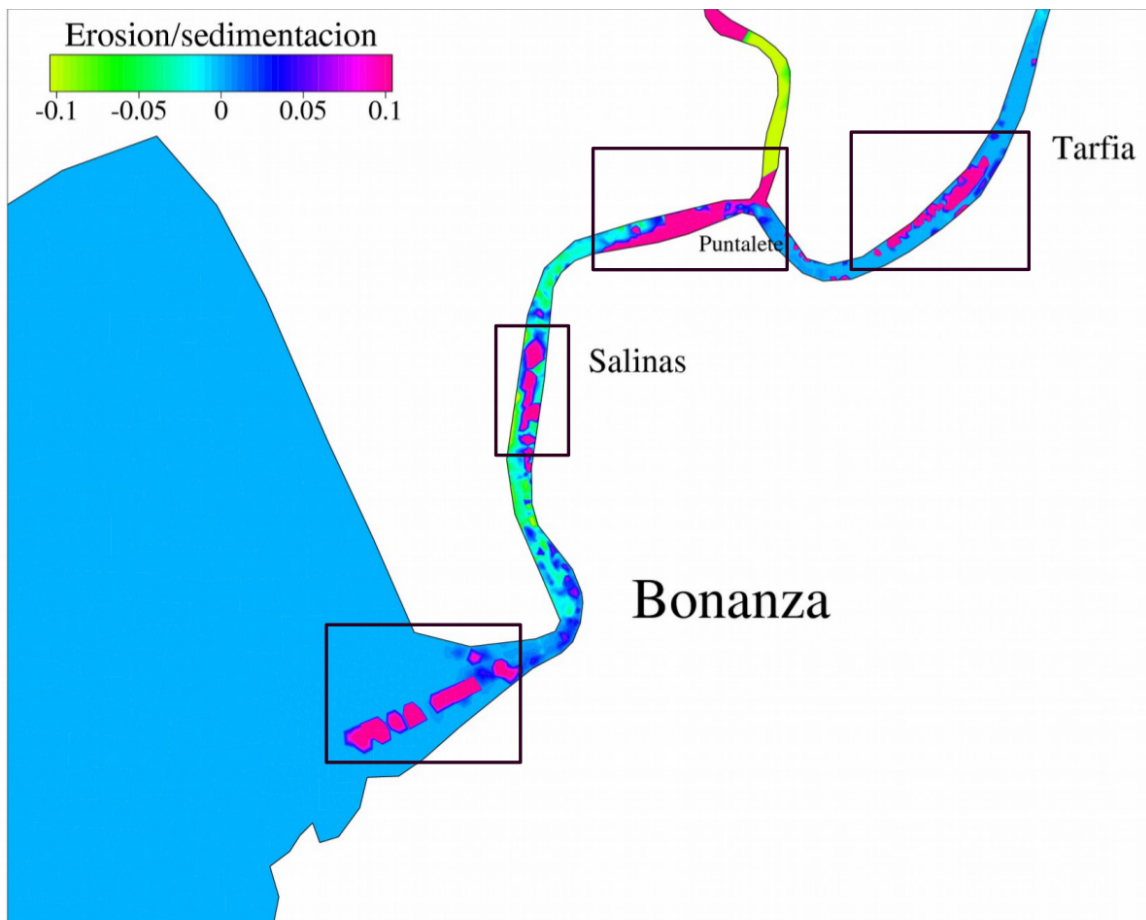 Erosion/sedimentacion
-0.1 -0.05 0 0.05 0.1
Tarfia
Puntalete
Salinas
Bonanza